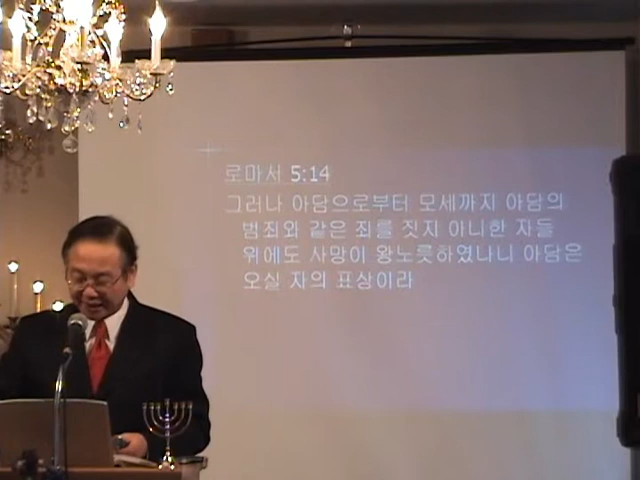 로마서 5:14
그러나 아담으로부터 모세까지 아담의
범죄와 같은 죄를 짓지 아니한 자들
위에도 사망이 왕노릇하였나니 아담은
오실 자의 표상이라